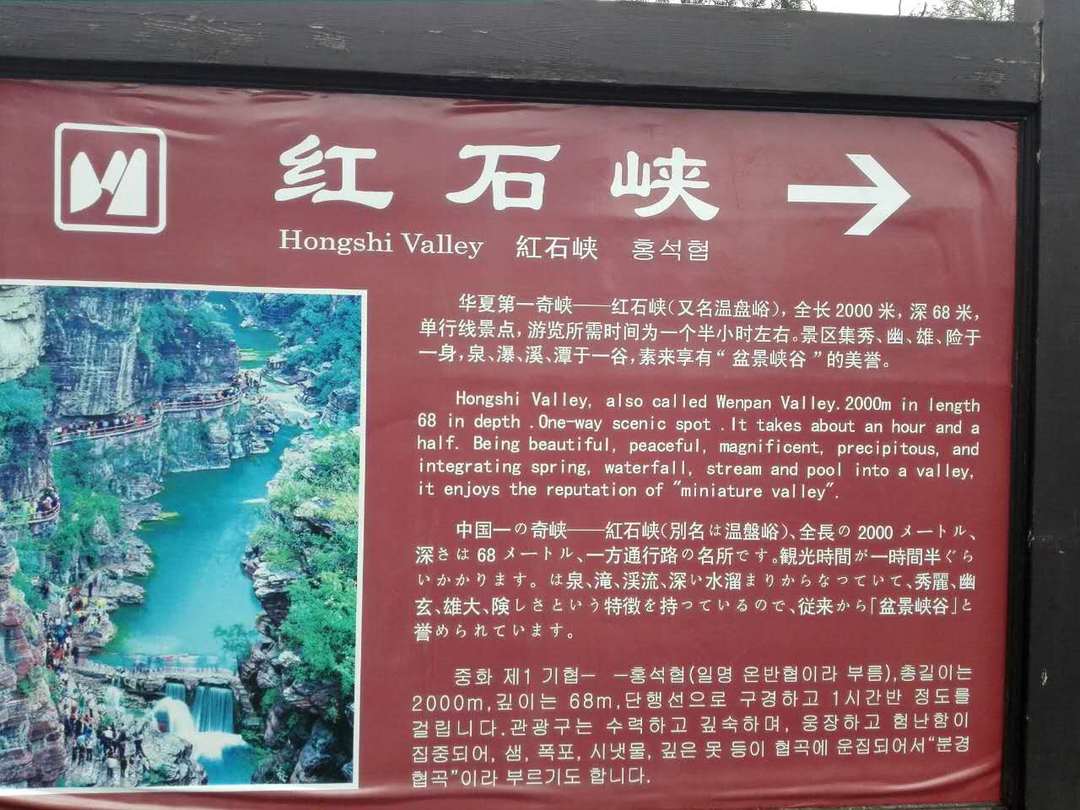 红石峡
Hongshi Valley 紅石峡 홍석협
华夏第一奇峡——红石峡(又名温盘峪),全长2000米,深68米,
单行线景点,游览所需时间为一个半小时左右。景区集秀、幽、雄、险于
一身,泉、瀑、溪、潭于一谷,素来享有“盆景峡谷”的美誉。
Hongshi Valley, also called Wenpan Valley.2000m in length
68 in depth .One-way scenic spot .It takes about an hour and a
half. Being beautiful, peaceful, magnificent, precipitous, and
integrating spring, waterfall, stream and pool into a valley,
it enjoys the reputation of "miniature valley".
中国一の奇峡——紅石峡(別名は温盤峪)、全長の 2000 メートル、
深さは 68 メートル、一方通行路の名所です。観光時間が一時間半ぐら
いかかります。は泉、滝、渓流、深い水溜まりからなつていて、秀麗、幽
玄、雄大、険しさという特徴を持つているので、従来から「盆景峡谷」と
誉められています。
중화 제1 기협— —홍석협(일명 온반협이라 부름),총길이는
2000m,깊이는 68m,단행선으로 구경하고 1시간반 정도를
걸립니다.관광구는 수력하고 깊숙하며, 웅장하고 험난함이
집중되어, 샘, 폭포, 시냇물, 깊은 못 등이 협곡에 운집되어서“분경
협곡”이라 부르기도 합니다.